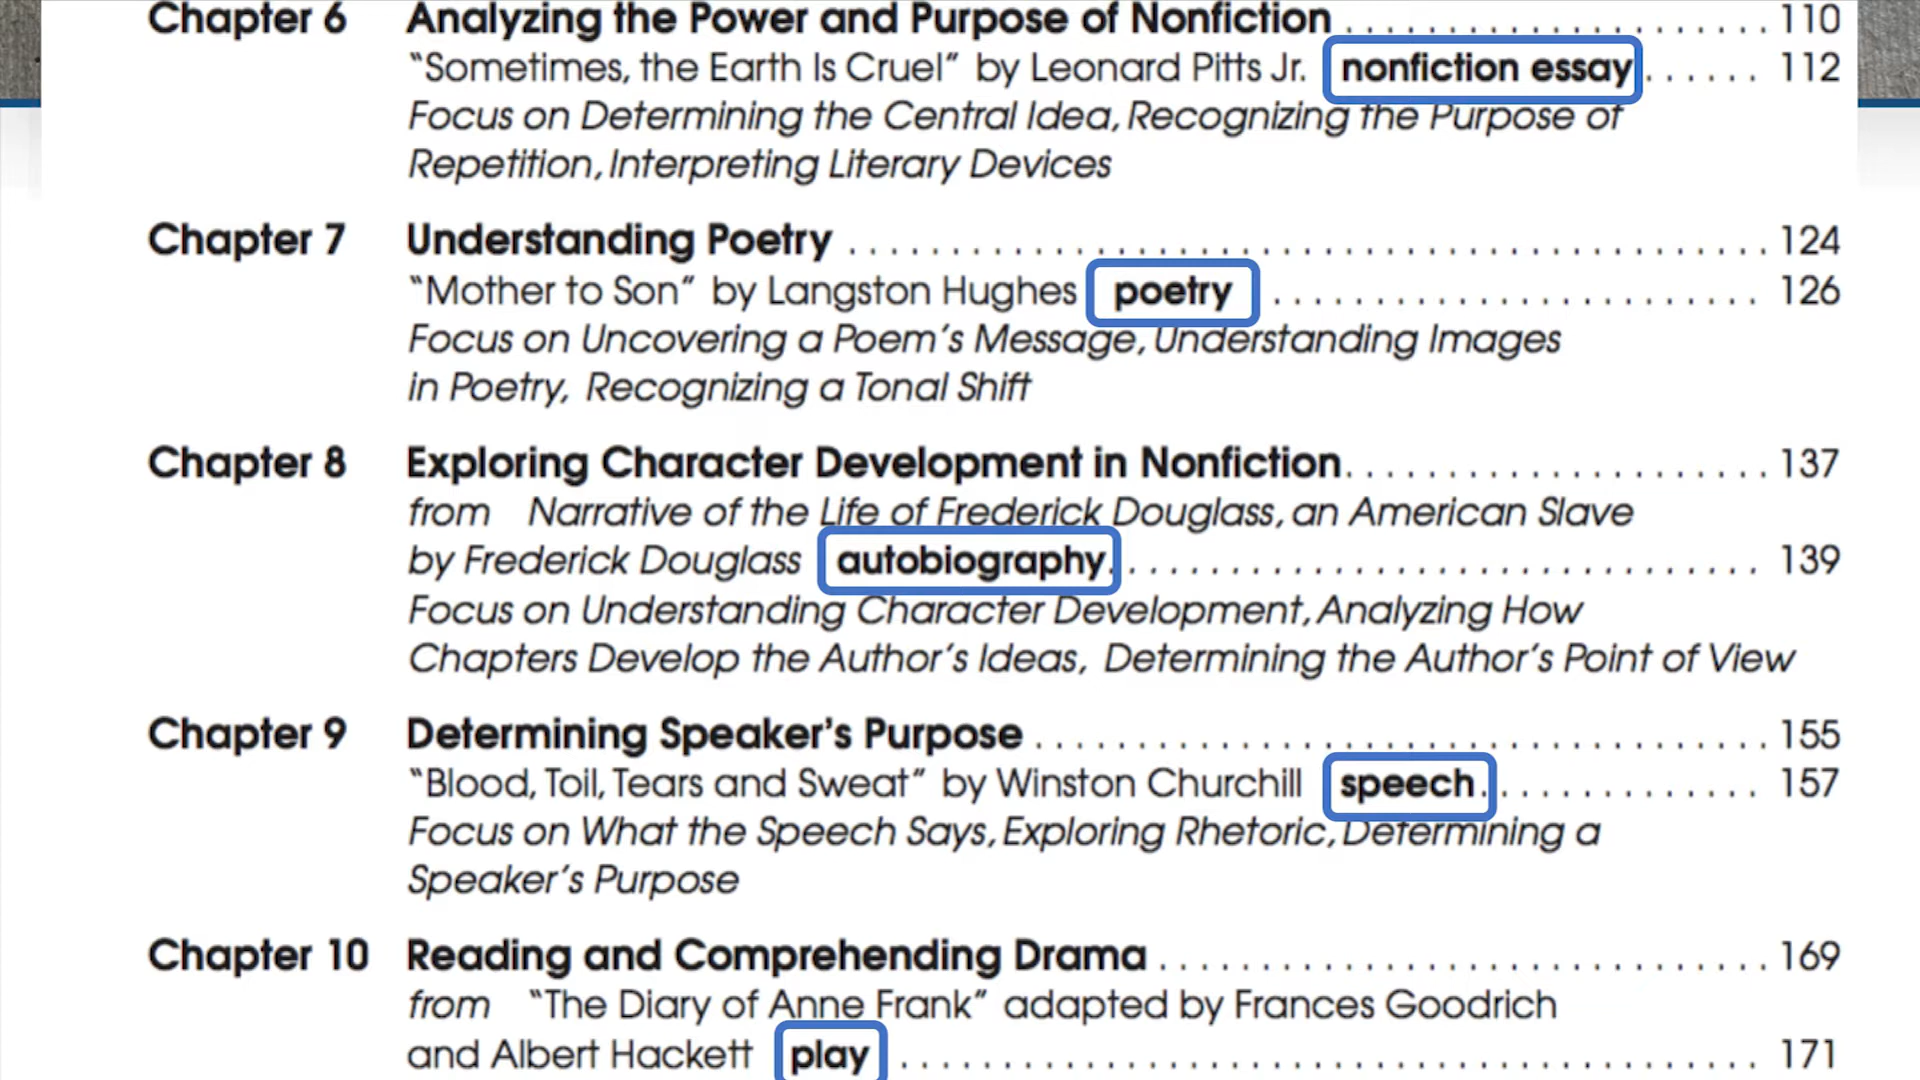 Chapter 6 Analyzing the Power and Purpose of Nonfiction . . . . . . . . . . . . . . . . . . . . . 110
“Sometimes, the Earth Is Cruel” by Leonard Pitts Jr. nonfiction essay . . . . . . 112
Focus on Determining the Central Idea, Recognizing the Purpose of
Repetition, Interpreting Literary Devices
Chapter 7 Understanding Poetry . . . . . . . . . . . . . . . . . . . . . . . . . . . . . . . . . . . . . . . . . . . . . 124
“Mother to Son” by Langston Hughes poetry . . . . . . . . . . . . . . . . . . . . . . . . 126
Focus on Uncovering a Poem’s Message, Understanding Images
in Poetry, Recognizing a Tonal Shift
Chapter 8 Exploring Character Development in Nonfiction . . . . . . . . . . . . . . . . . . . . . 137
from Narrative of the Life of Frederick Douglass, an American Slave
by Frederick Douglass autobiography . . . . . . . . . . . . . . . . . . . . . . . . . . . . . . . . 139
Focus on Understanding Character Development, Analyzing How
Chapters Develop the Author’s Ideas, Determining the Author’s Point of View
Chapter 9 Determining Speaker’s Purpose . . . . . . . . . . . . . . . . . . . . . . . . . . . . . . . . . . . . 155
“Blood, Toil, Tears and Sweat” by Winston Churchill speech . . . . . . . . . . . . . . 157
Focus on What the Speech Says, Exploring Rhetoric, Determining a
Speaker’s Purpose
Chapter 10 Reading and Comprehending Drama . . . . . . . . . . . . . . . . . . . . . . . . . . . . . . 169
from “The Diary of Anne Frank” adapted by Frances Goodrich
and Albert Hackett play . . . . . . . . . . . . . . . . . . . . . . . . . . . . . . . . . . . . . . . . . . 171